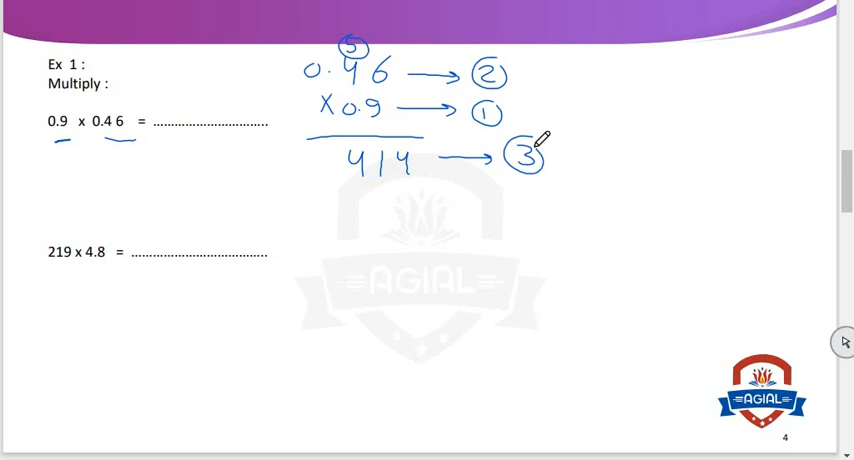 Ex 1 :
Multiply :
0.9 x 0.4 6 = .............................
5
0.46 → 2
x 0.9 → 1
414 → 3
219 x 4.8 = ..................................
=AGIAL=
=AGIAL=
4